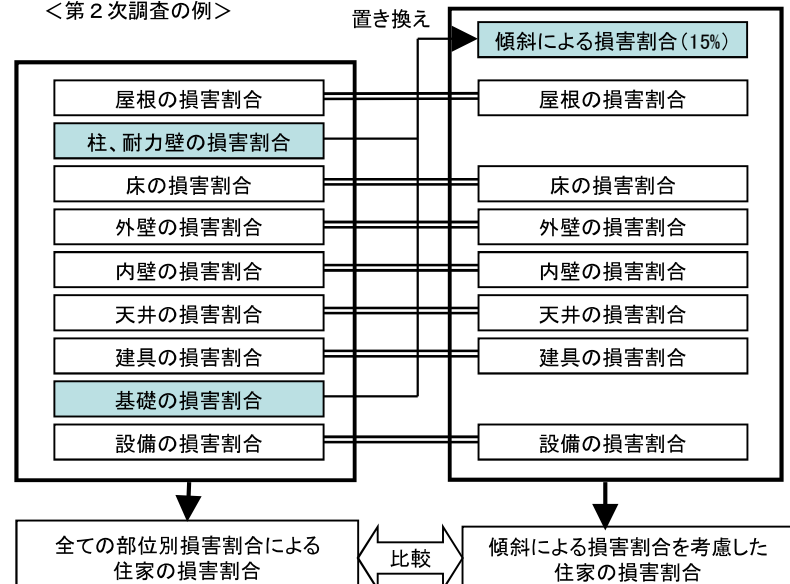 ＜第２次調査の例＞
置き換え
傾斜による損害割合(15%)
屋根の損害割合
柱、耐力壁の損害割合
床の損害割合
外壁の損害割合
内壁の損害割合
天井の損害割合
建具の損害割合
基礎の損害割合
設備の損害割合
屋根の損害割合
床の損害割合
外壁の損害割合
内壁の損害割合
天井の損害割合
建具の損害割合
設備の損害割合
全ての部位別損害割合による
住家の損害割合
比較
傾斜による損害割合を考慮した
住家の損害割合